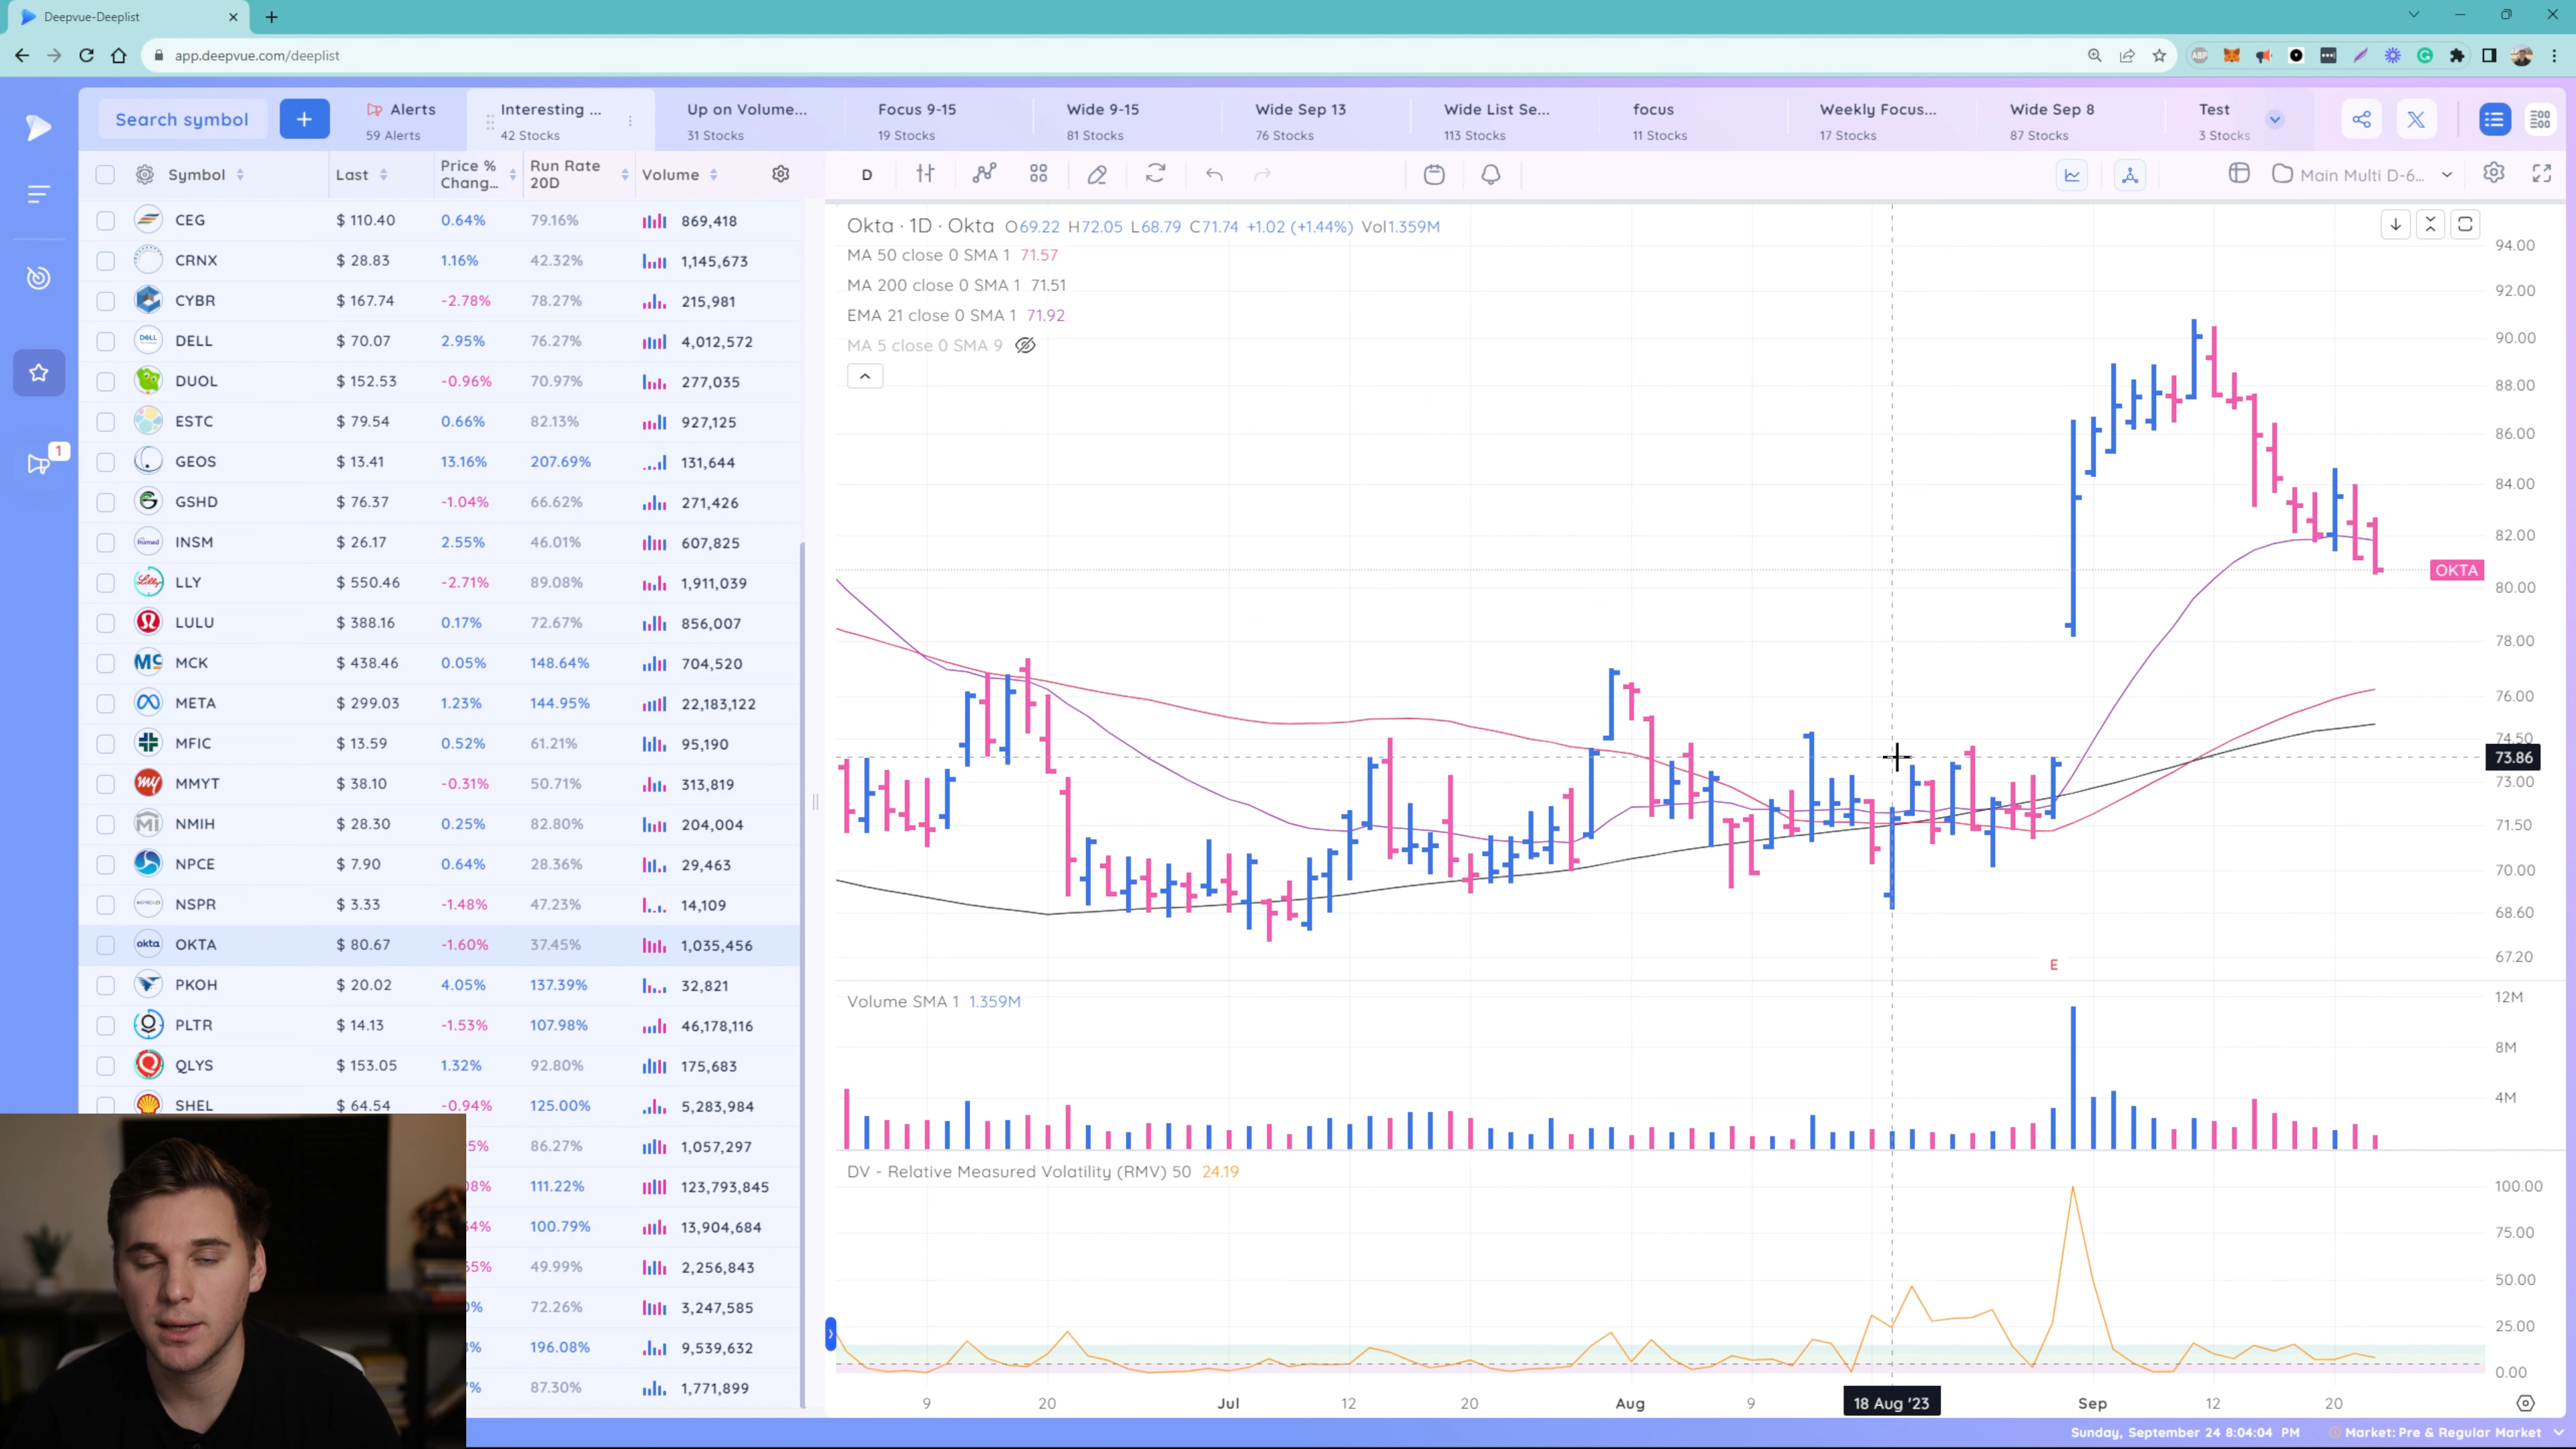 Deepvue-Deeplist
app.deepvue.com/deeplist
Search symbol
+
Alerts
59 Alerts
Interesting ...
42 Stocks
Up on Volume...
31 Stocks
Focus 9-15
19 Stocks
Wide 9-15
81 Stocks
Wide Sep 13
76 Stocks
Wide List Se...
113 Stocks
focus
11 Stocks
Weekly Focus...
17 Stocks
Wide Sep 8
87 Stocks
Test
3 Stocks
1
Symbol Last Price % Chang... Run Rate 20D Volume
CEG $ 110.40 0.64% 79.16% 869,418
CRNX $ 28.83 1.16% 42.32% 1,145,673
CYBR $ 167.74 -2.78% 78.27% 215,981
DELL $ 70.07 2.95% 76.27% 4,012,572
DUOL $ 152.53 -0.96% 70.97% 277,035
ESTC $ 79.54 0.66% 82.13% 927,125
GEOS $ 13.41 13.16% 207.69% 131,644
GSHD $ 76.37 -1.04% 66.62% 271,426
INSM $ 26.17 2.55% 46.01% 607,825
LLY $ 550.46 -2.71% 89.08% 1,911,039
LULU $ 388.16 0.17% 72.67% 856,007
MCK $ 438.46 0.05% 148.64% 704,520
META $ 299.03 1.23% 144.95% 22,183,122
MFIC $ 13.59 0.52% 61.21% 95,190
MMYT $ 38.10 -0.31% 50.71% 313,819
NMIH $ 28.30 0.25% 82.80% 204,004
NPCE $ 7.90 0.64% 28.36% 29,463
NSPR $ 3.33 -1.48% 47.23% 14,109
okta OKTA $ 80.67 -1.60% 37.45% 1,035,456
PKOH $ 20.02 4.05% 137.39% 32,821
PLTR $ 14.13 -1.53% 107.98% 46,178,116
QLYS $ 153.05 1.32% 92.80% 175,683
SHEL $ 64.54 -0.94% 125.00% 5,283,984
5% 86.27% 1,057,297
8% 111.22% 123,793,845
4% 100.79% 13,904,684
55% 49.99% 2,256,843
% 72.26% 3,247,585
% 196.08% 9,539,632
% 87.30% 1,771,899
D
Main Multi D-6...
Okta · 1D · Okta O69.22 H72.05 L68.79 C71.74 +1.02 (+1.44%) Vol1.359M
MA 50 close 0 SMA 1 71.57
MA 200 close 0 SMA 1 71.51
EMA 21 close 0 SMA 1 71.92
MA 5 close 0 SMA 9
94.00
92.00
90.00
88.00
86.00
84.00
82.00
OKTA
80.00
78.00
76.00
74.50
73.86
73.00
71.50
70.00
68.60
67.20
E
Volume SMA 1 1.359M
12M
8M
4M
DV - Relative Measured Volatility (RMV) 50 24.19
100.00
75.00
50.00
25.00
0.00
9 20 Jul 12 20 Aug 9 18 Aug '23 Sep 12 20
Sunday, September 24 8:04:04 PM Market: Pre & Regular Market